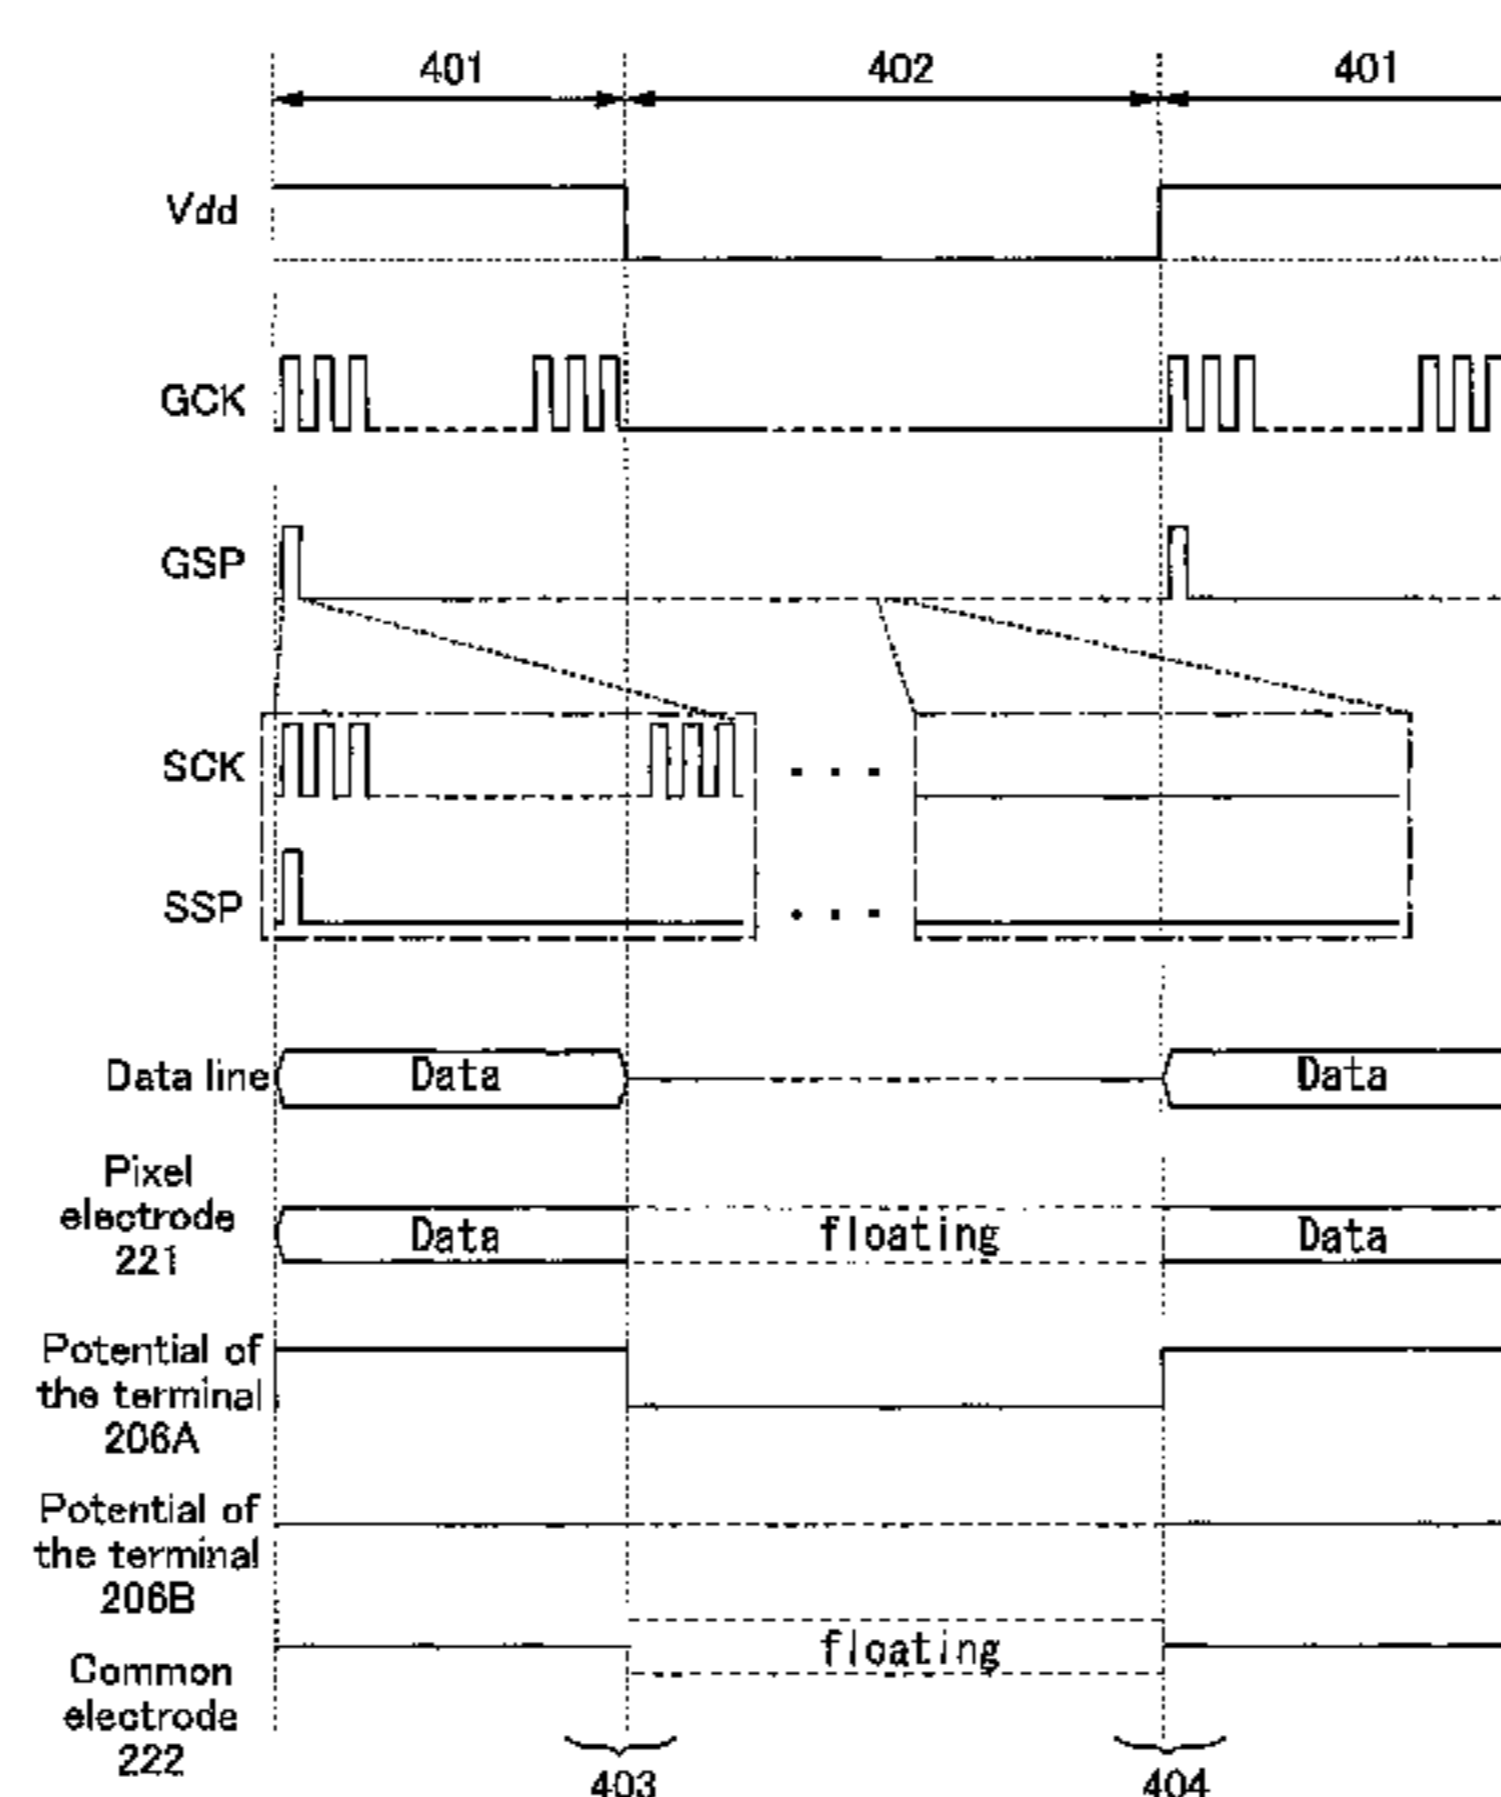 401 402 401
Vdd
GCK
GSP
SCK
SSP
Data line Data Data
Pixel
electrode
221
Data floating Data
Potential of
the terminal
206A
Potential of
the terminal
206B
floating
Common
electrode
222
403 404